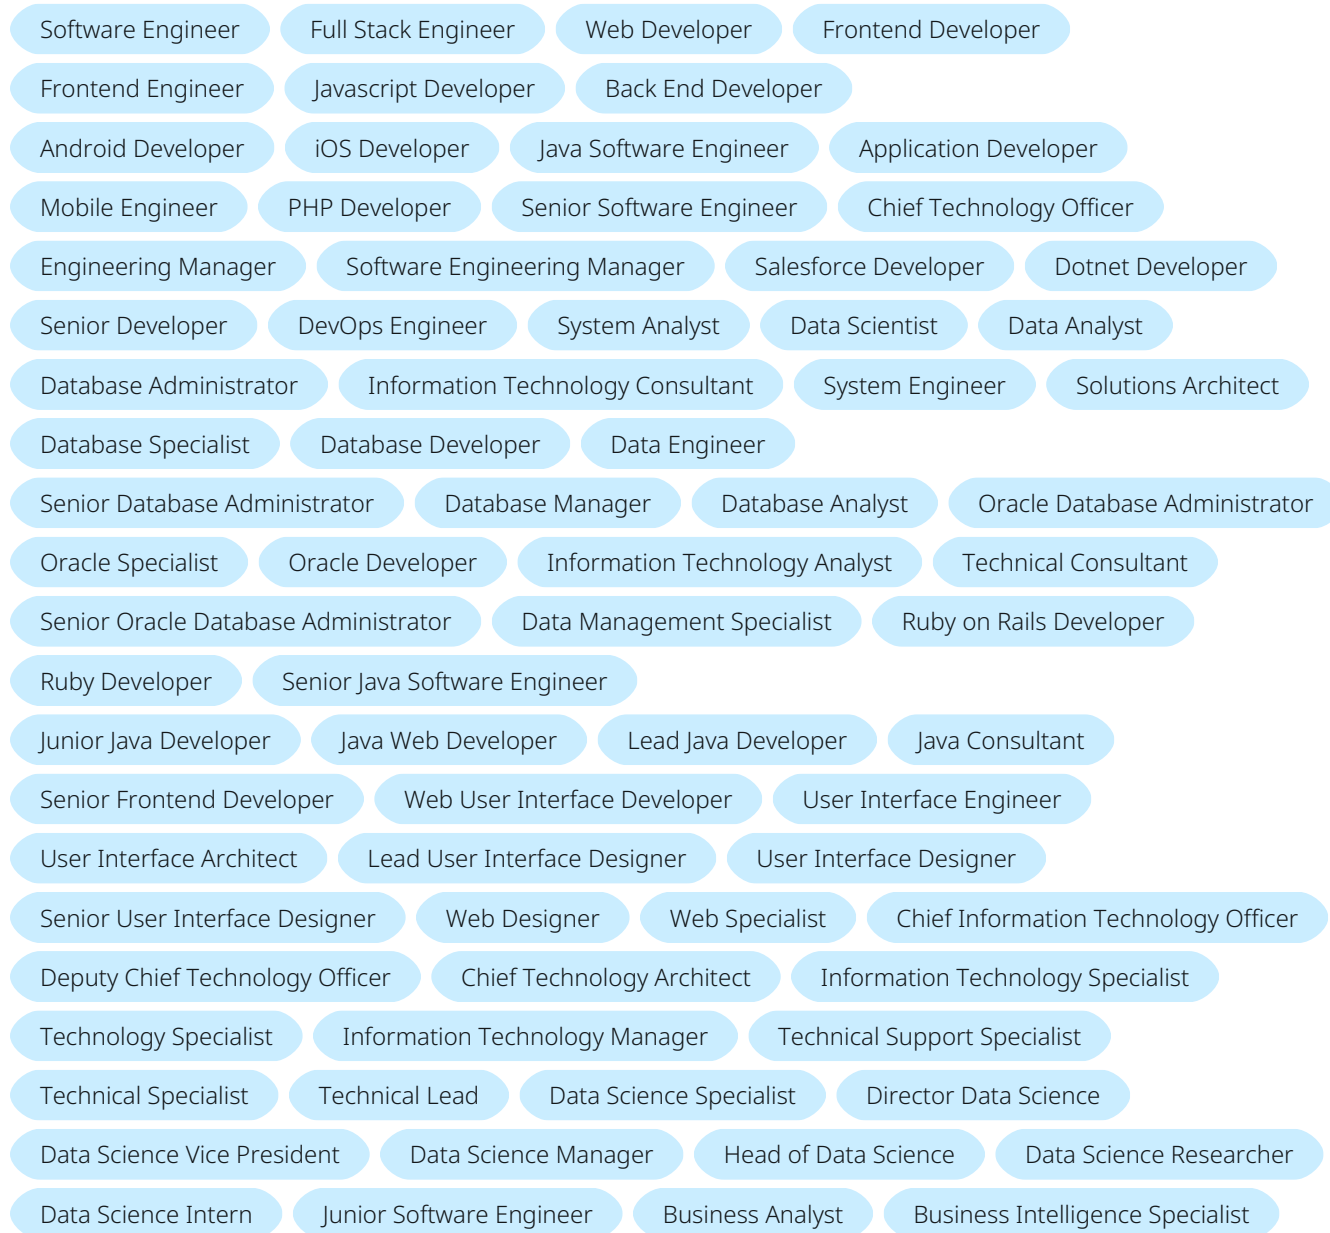 Software Engineer Full Stack Engineer Web Developer Frontend Developer
Frontend Engineer Javascript Developer Back End Developer
Android Developer iOS Developer Java Software Engineer Application Developer
Mobile Engineer PHP Developer Senior Software Engineer Chief Technology Officer
Engineering Manager Software Engineering Manager Salesforce Developer Dotnet Developer
Senior Developer DevOps Engineer System Analyst Data Scientist Data Analyst
Database Administrator Information Technology Consultant System Engineer Solutions Architect
Database Specialist Database Developer Data Engineer
Senior Database Administrator Database Manager Database Analyst Oracle Database Administrator
Oracle Specialist Oracle Developer Information Technology Analyst Technical Consultant
Senior Oracle Database Administrator Data Management Specialist Ruby on Rails Developer
Ruby Developer Senior Java Software Engineer
Junior Java Developer Java Web Developer Lead Java Developer Java Consultant
Senior Frontend Developer Web User Interface Developer User Interface Engineer
User Interface Architect Lead User Interface Designer User Interface Designer
Senior User Interface Designer Web Designer Web Specialist Chief Information Technology Officer
Deputy Chief Technology Officer Chief Technology Architect Information Technology Specialist
Technology Specialist Information Technology Manager Technical Support Specialist
Technical Specialist Technical Lead Data Science Specialist Director Data Science
Data Science Vice President Data Science Manager Head of Data Science Data Science Researcher
Data Science Intern Junior Software Engineer Business Analyst Business Intelligence Specialist